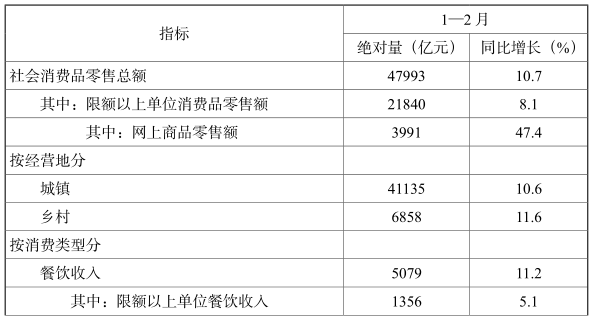 指标 1—2 月
绝对量（亿元） 同比增长（%）
社会消费品零售总额 47993 10.7
其中：限额以上单位消费品零售额 21840 8.1
其中：网上商品零售额 3991 47.4
按经营地分
城镇 41135 10.6
乡村 6858 11.6
按消费类型分
餐饮收入 5079 11.2
其中：限额以上单位餐饮收入 1356 5.1